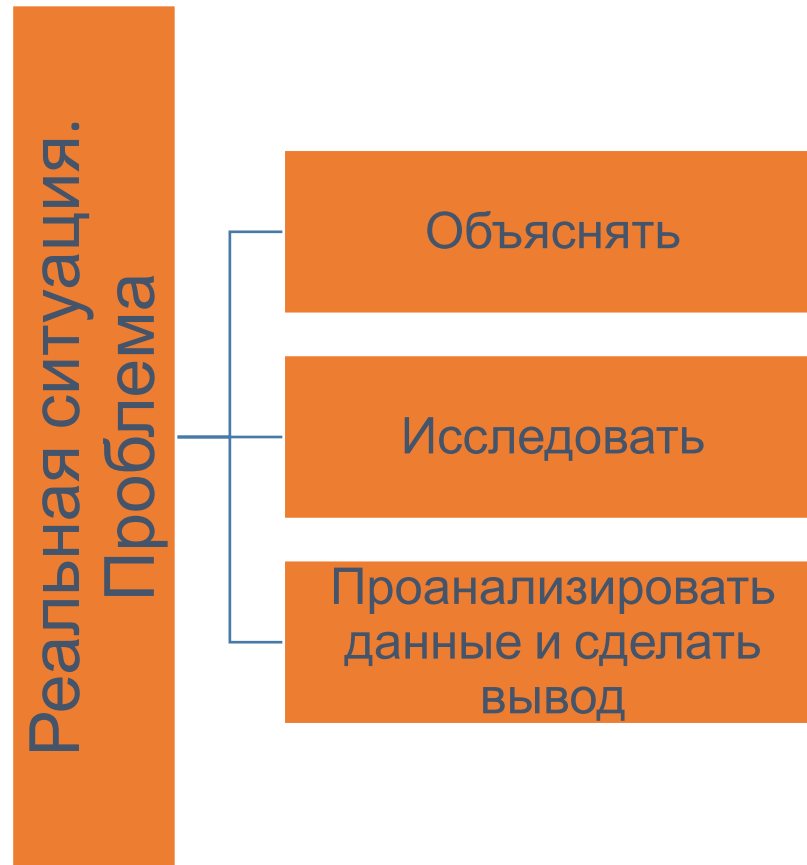 Реальная ситуация.
Проблема
Объяснять
Исследовать
Проанализировать
данные и сделать
вывод